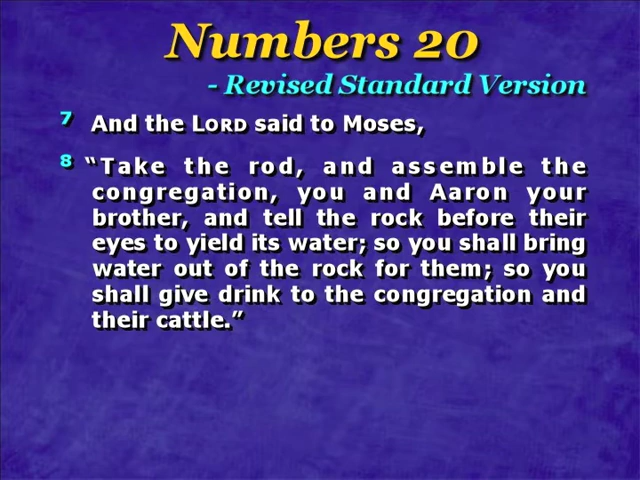 Numbers 20
- Revised Standard Version
7 And the LORD said to Moses,
8 “Take the rod, and assemble the
congregation, you and Aaron your
brother, and tell the rock before their
eyes to yield its water; so you shall bring
water out of the rock for them; so you
shall give drink to the congregation and
their cattle.”